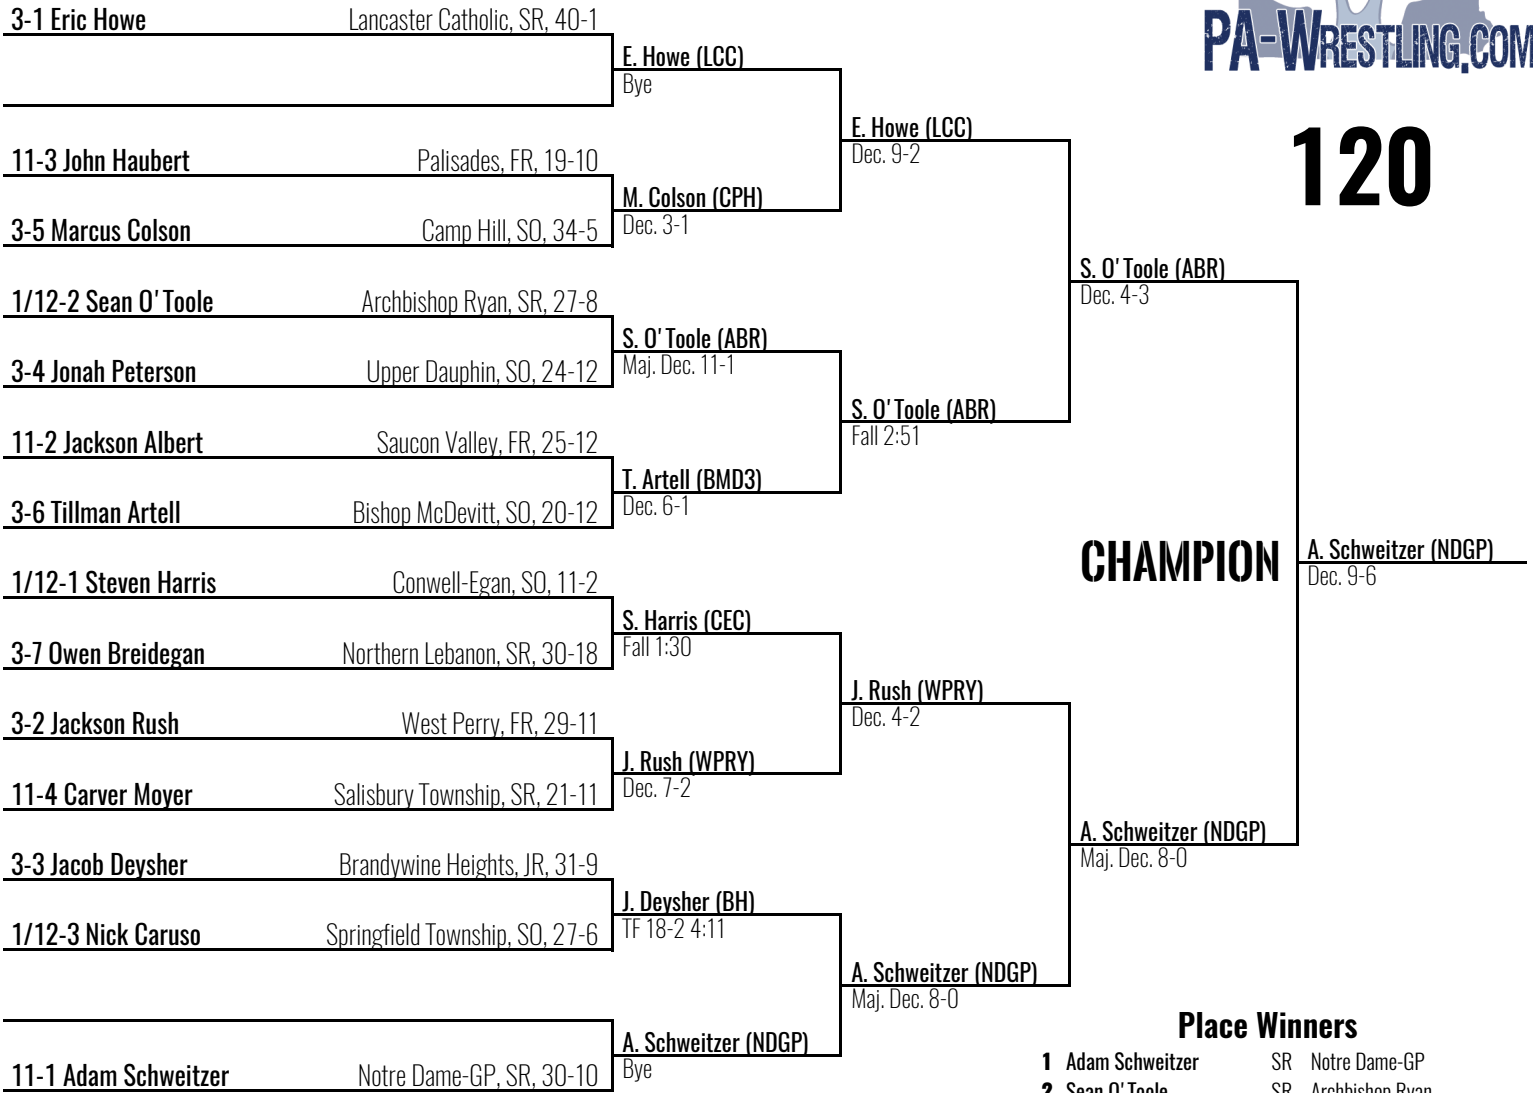 3-1 Eric Howe Lancaster Catholic, SR, 40-1
PA-WRESTLING.COM
E. Howe (LCC)
Bye
120
E. Howe (LCC)
Dec. 9-2
11-3 John Haubert Palisades, FR, 19-10
M. Colson (CPH)
Dec. 3-1
3-5 Marcus Colson Camp Hill, SO, 34-5
S. O'Toole (ABR)
Dec. 4-3
1/12-2 Sean O'Toole Archbishop Ryan, SR, 27-8
S. O'Toole (ABR)
Maj. Dec. 11-1
3-4 Jonah Peterson Upper Dauphin, SO, 24-12
S. O'Toole (ABR)
Fall 2:51
11-2 Jackson Albert Saucon Valley, FR, 25-12
T. Artell (BMD3)
Dec. 6-1
3-6 Tillman Artell Bishop McDevitt, SO, 20-12
CHAMPION
A. Schweitzer (NDGP)
Dec. 9-6
1/12-1 Steven Harris Conwell-Egan, SO, 11-2
S. Harris (CEC)
Fall 1:30
3-7 Owen Breidegan Northern Lebanon, SR, 30-18
J. Rush (WPRY)
Dec. 4-2
3-2 Jackson Rush West Perry, FR, 29-11
J. Rush (WPRY)
Dec. 7-2
11-4 Carver Moyer Salisbury Township, SR, 21-11
A. Schweitzer (NDGP)
Maj. Dec. 8-0
3-3 Jacob Deysher Brandywine Heights, JR, 31-9
J. Deysher (BH)
TF 18-2 4:11
1/12-3 Nick Caruso Springfield Township, SO, 27-6
A. Schweitzer (NDGP)
Maj. Dec. 8-0
Place Winners
A. Schweitzer (NDGP)
Bye
1 Adam Schweitzer SR Notre Dame-GP
11-1 Adam Schweitzer Notre Dame-GP, SR, 30-10
2 Sean O'Toole SR Archbishop Ryan